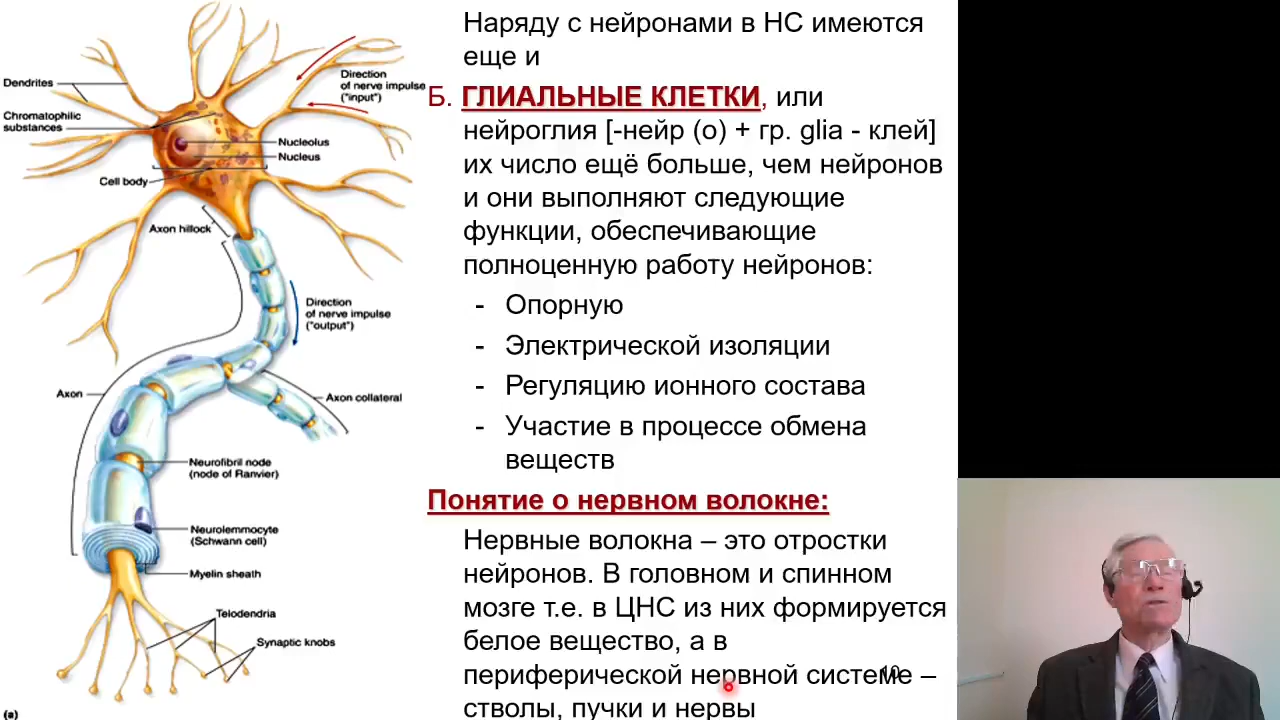 Наряду с нейронами в НС имеются
еще и
Б. ГЛИАЛЬНЫЕ КЛЕТКИ, или
нейроглия [-нейр (о) + гр. glia - клей]
их число ещё больше, чем нейронов
и они выполняют следующие
функции, обеспечивающие
полноценную работу нейронов:
- Опорную
- Электрической изоляции
- Регуляцию ионного состава
- Участие в процессе обмена
веществ
Понятие о нервном волокне:
Нервные волокна – это отростки
нейронов. В головном и спинном
мозге т.е. в ЦНС из них формируется
белое вещество, а в
периферической нервной системе –
стволы, пучки и нервы
10
Dendrites
Chromatophilic
substances
Cell body
Axon hillock
Direction
of nerve impulse
("input")
Nucleolus
Nucleus
Direction
of nerve impulse
("output")
Axon
Axon collateral
Neurofibril node
(node of Ranvier)
Neurolemmocyte
(Schwann cell)
Myelin sheath
Telodendria
Synaptic knobs
(a)